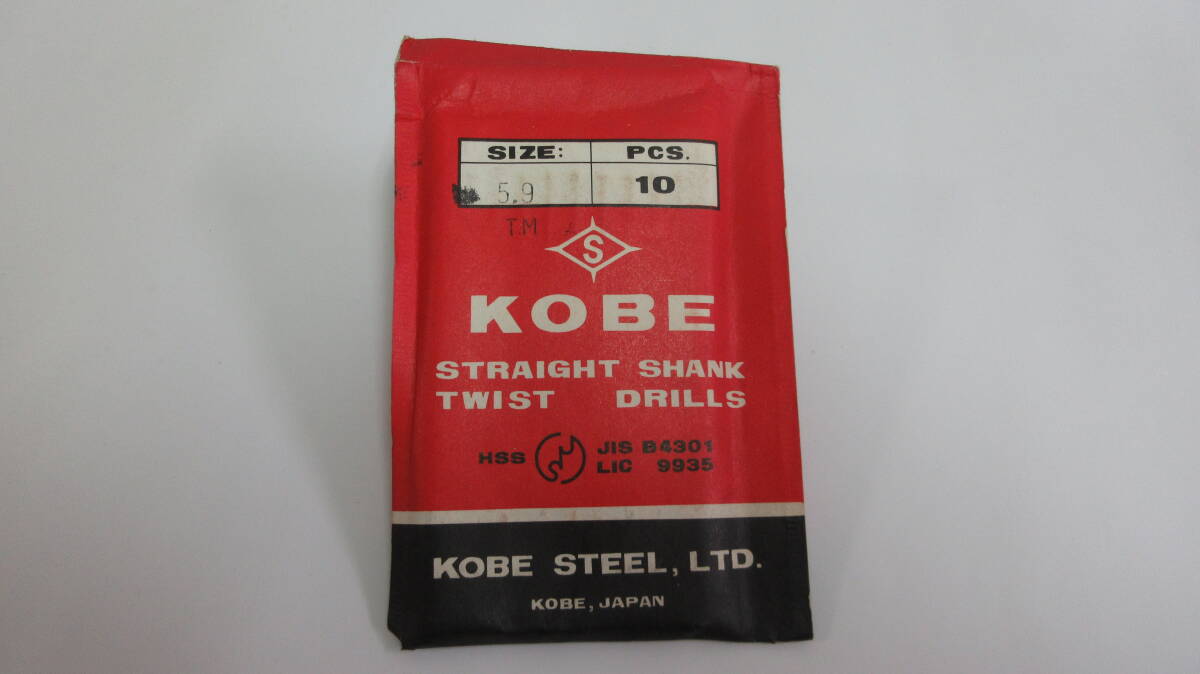 SIZE: PCS.
5.9 10
T.M
S
KOBE
STRAIGHT SHANK
TWIST DRILLS
HSS JIS B4301
LIC 9935
KOBE STEEL, LTD.
KOBE, JAPAN